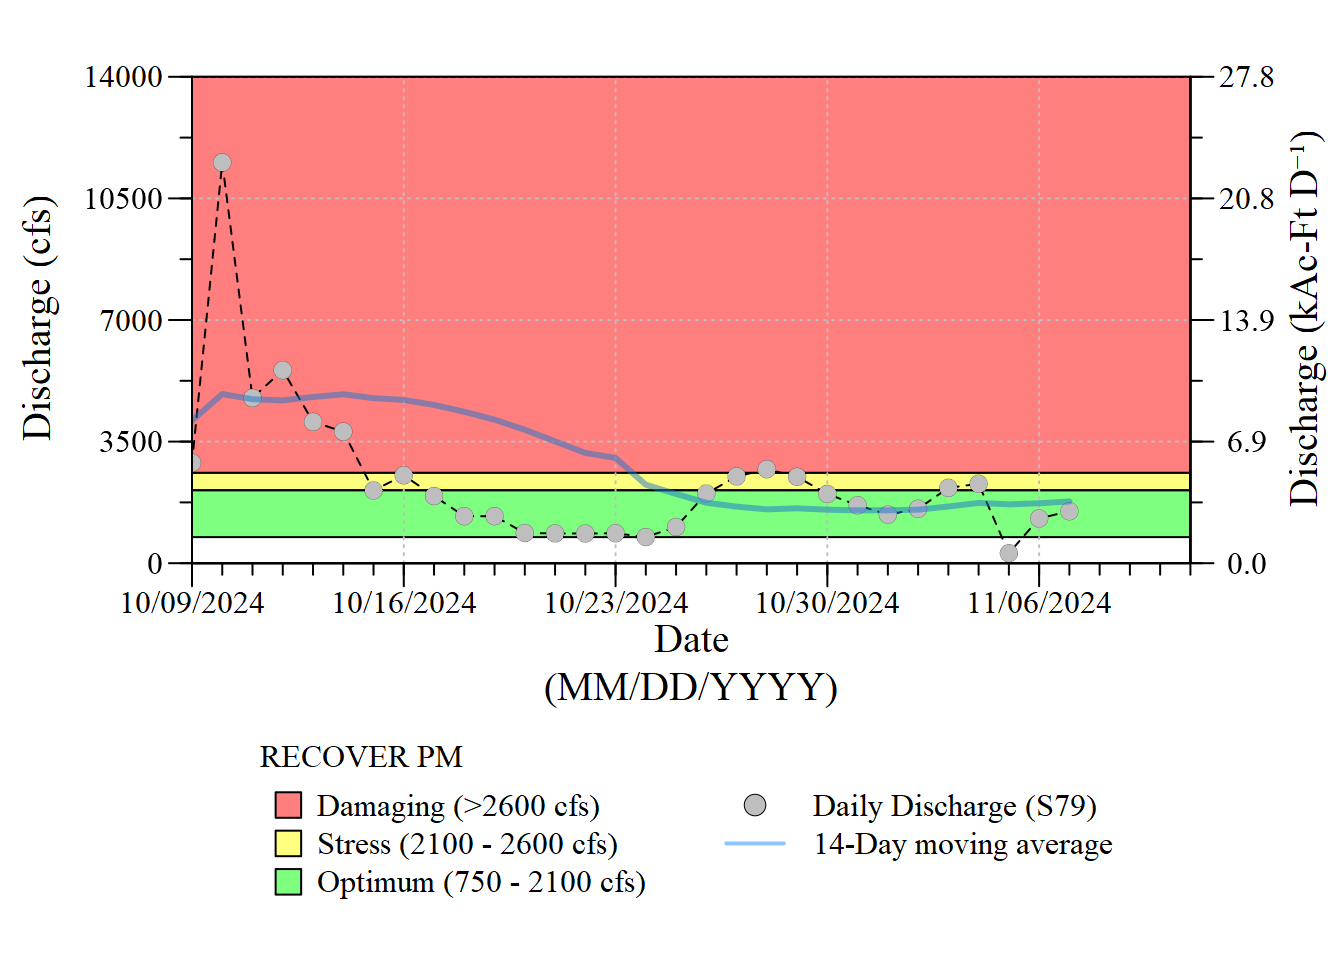 14000
10500
7000
3500
0
Discharge (cfs)
27.8
20.8
13.9
6.9
0.0
Discharge (kAc-Ft D⁻¹)
10/09/2024
10/16/2024
10/23/2024
10/30/2024
11/06/2024
Date
(MM/DD/YYYY)
RECOVER PM
Damaging (>2600 cfs)
Stress (2100 - 2600 cfs)
Optimum (750 - 2100 cfs)
Daily Discharge (S79)
14-Day moving average